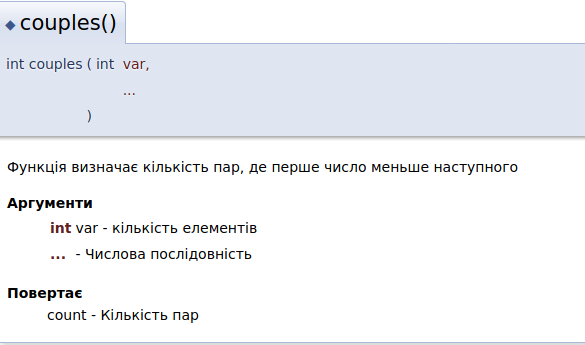 ◆ couples()
int couples ( int var,
...
)
Функція визначає кількість пар, де перше число меньше наступного
Аргументи
int var - кількість елементів
... - Числова послідовність
Повертає
count - Кількість пар